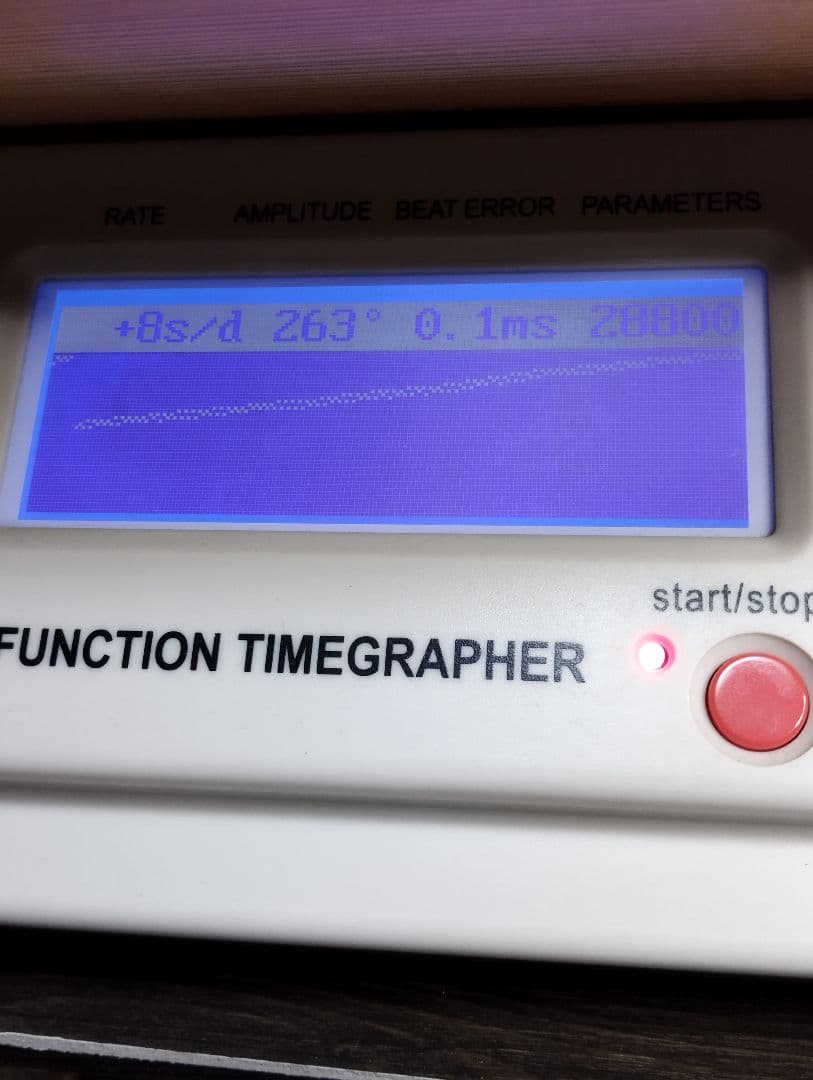 RATE AMPLITUDE BEAT ERROR PARAMETERS
+8s/d 263° 0.1ms 28800
start/stop
FUNCTION TIMEGRAPHER